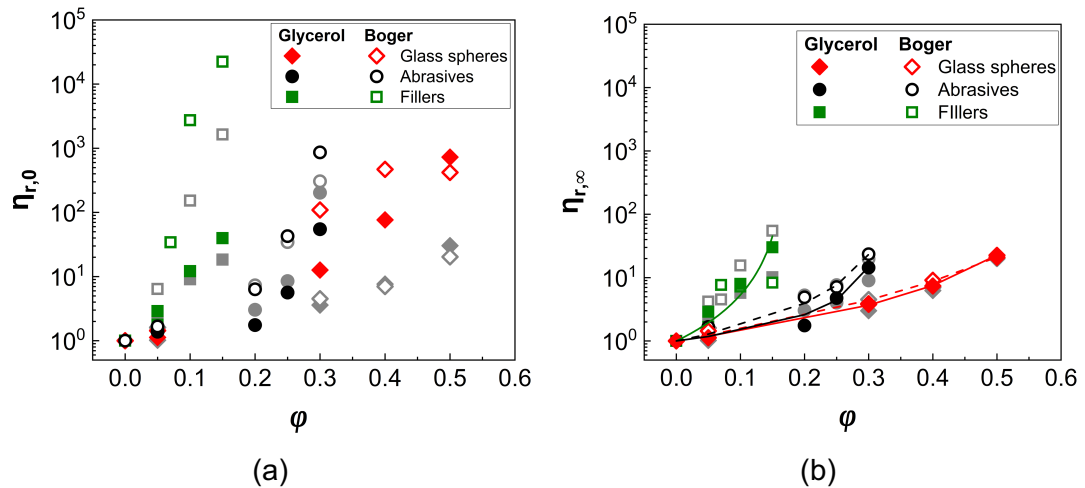 Glycerol Boger
Glass spheres
Abrasives
Fillers
10^5
10^4
10^3
10^2
10^1
10^0
η_r,0
0.0 0.1 0.2 0.3 0.4 0.5 0.6
φ
(a)
Glycerol Boger
Glass spheres
Abrasives
FIllers
10^5
10^4
10^3
10^2
10^1
10^0
η_r,∞
0.0 0.1 0.2 0.3 0.4 0.5 0.6
φ
(b)